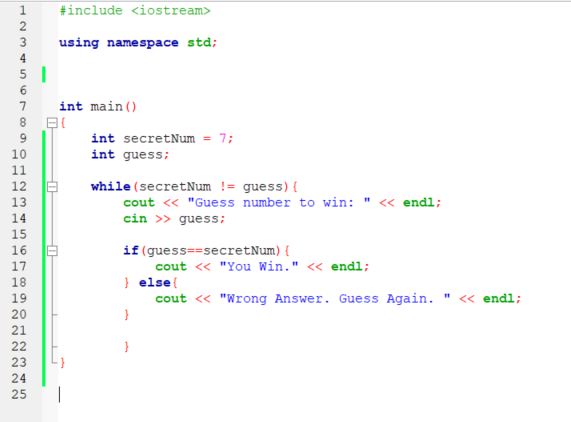 1 #include <iostream>
2
3 using namespace std;
4
5
6
7 int main()
8 {
9 int secretNum = 7;
10 int guess;
11
12 while(secretNum != guess){
13 cout << "Guess number to win: " << endl;
14 cin >> guess;
15
16 if(guess==secretNum){
17 cout << "You Win." << endl;
18 } else{
19 cout << "Wrong Answer. Guess Again. " << endl;
20 }
21
22 }
23 }
24
25